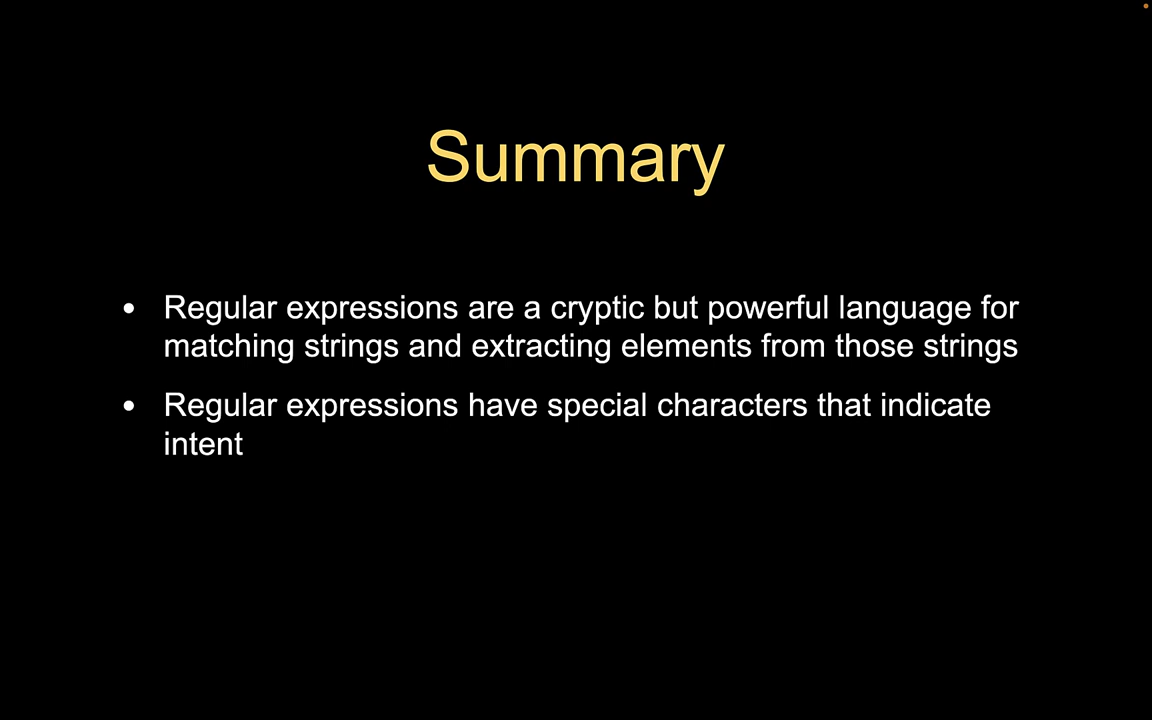 Summary
• Regular expressions are a cryptic but powerful language for
matching strings and extracting elements from those strings
• Regular expressions have special characters that indicate
intent